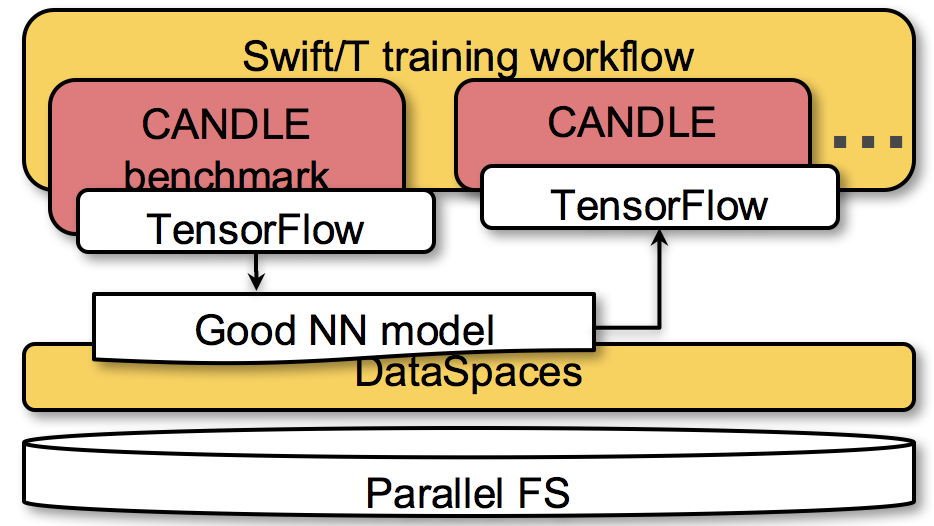 Swift/T training workflow
CANDLE
benchmark
TensorFlow
CANDLE
...
TensorFlow
Good NN model
DataSpaces
Parallel FS